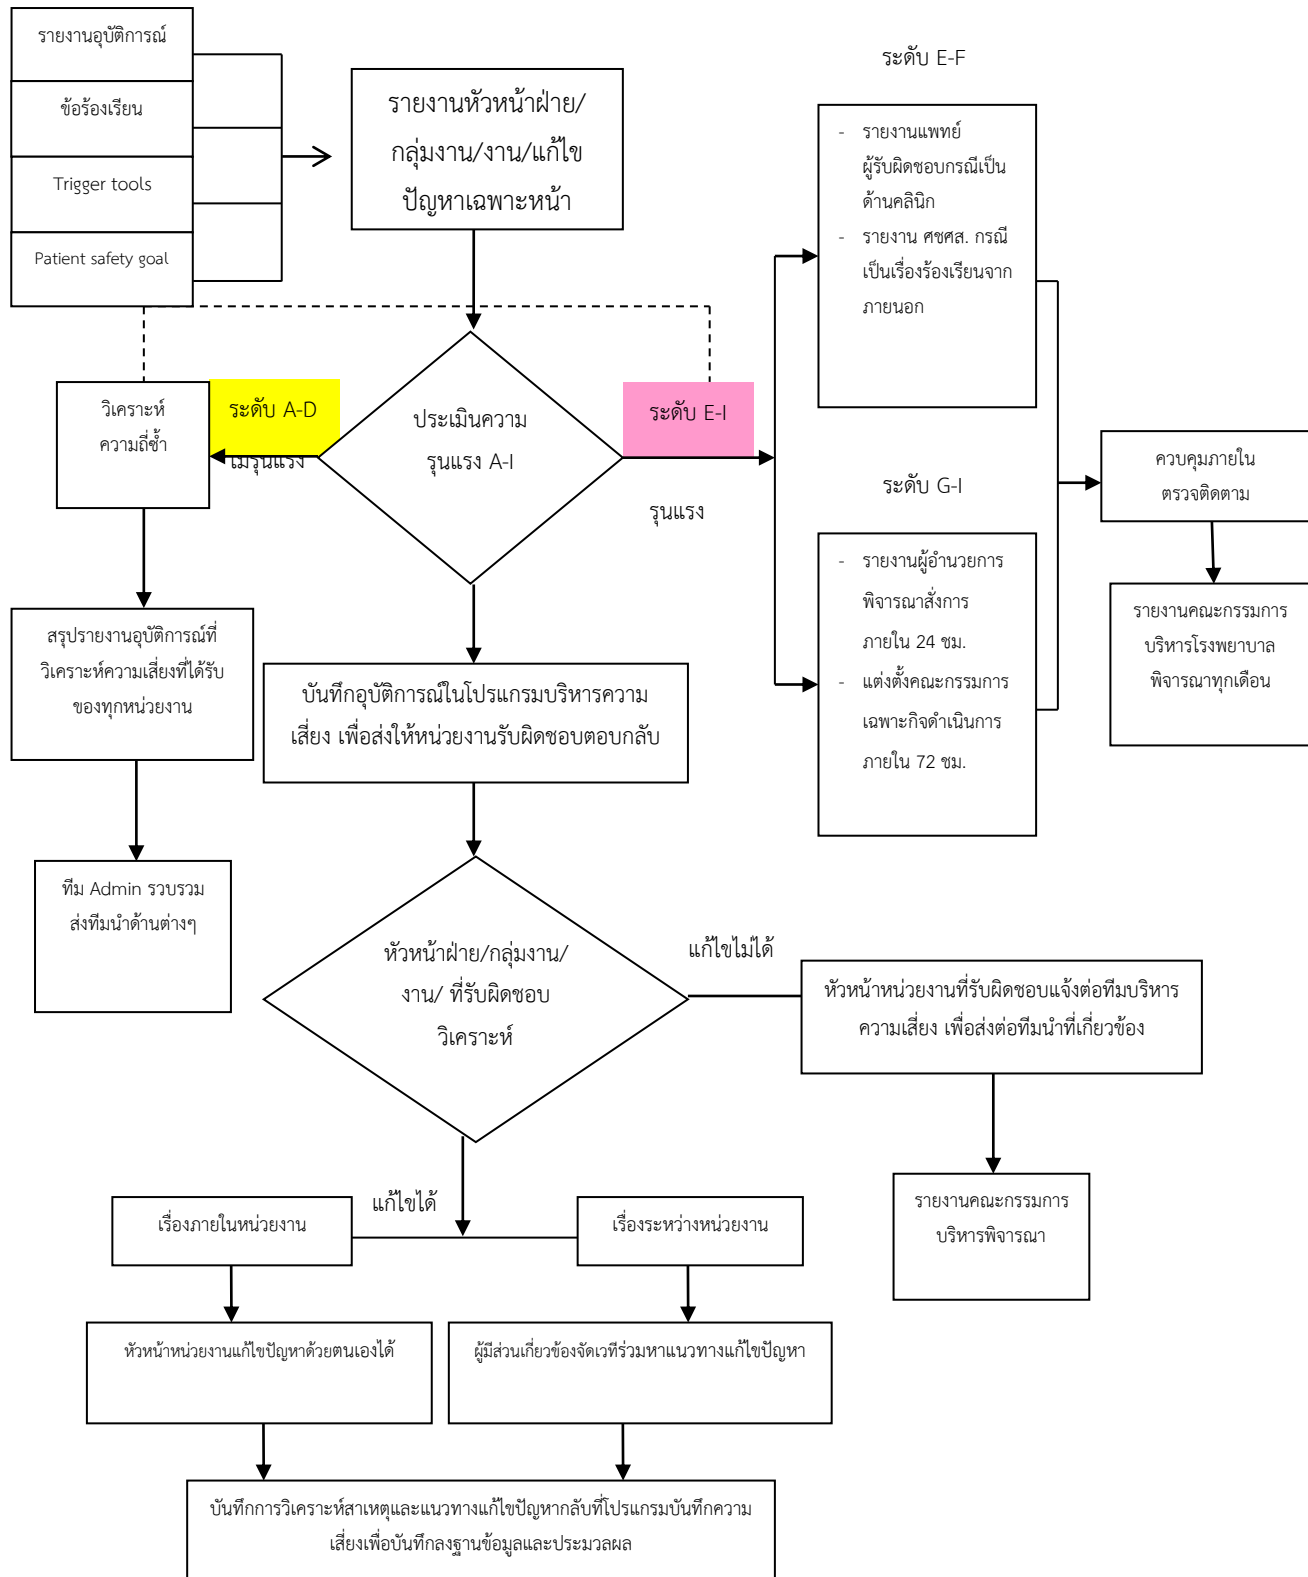 รายงานอุบัติการณ์
ข้อร้องเรียน
Trigger tools
Patient safety goal
รายงานหัวหน้าฝ่าย/
กลุ่มงาน/งาน/แก้ไข
ปัญหาเฉพาะหน้า
ระดับ E-F
- รายงานแพทย์
ผู้รับผิดชอบกรณีเป็น
ด้านคลินิก
- รายงาน ศชศส. กรณี
เป็นเรื่องร้องเรียนจาก
ภายนอก
วิเคราะห์
ความถี่ซ้ำ
ระดับ A-D
ไม่รุนแรง
ประเมินความ
รุนแรง A-I
ระดับ E-I
รุนแรง
ระดับ G-I
- รายงานผู้อำนวยการ
พิจารณาสั่งการ
ภายใน 24 ชม.
- แต่งตั้งคณะกรรมการ
เฉพาะกิจดำเนินการ
ภายใน 72 ชม.
ควบคุมภายใน
ตรวจติดตาม
รายงานคณะกรรมการ
บริหารโรงพยาบาล
พิจารณาทุกเดือน
สรุปรายงานอุบัติการณ์ที่
วิเคราะห์ความเสี่ยงที่ได้รับ
ของทุกหน่วยงาน
บันทึกอุบัติการณ์ในโปรแกรมบริหารความ
เสี่ยง เพื่อส่งให้หน่วยงานรับผิดชอบตอบกลับ
ทีม Admin รวบรวม
ส่งทีมนำด้านต่างๆ
หัวหน้าฝ่าย/กลุ่มงาน/
งาน/ ที่รับผิดชอบ
วิเคราะห์
แก้ไขไม่ได้
หัวหน้าหน่วยงานที่รับผิดชอบแจ้งต่อทีมบริหาร
ความเสี่ยง เพื่อส่งต่อทีมนำที่เกี่ยวข้อง
รายงานคณะกรรมการ
บริหารพิจารณา
แก้ไขได้
เรื่องภายในหน่วยงาน
เรื่องระหว่างหน่วยงาน
หัวหน้าหน่วยงานแก้ไขปัญหาด้วยตนเองได้
ผู้มีส่วนเกี่ยวข้องจัดเวทีร่วมหาแนวทางแก้ไขปัญหา
บันทึกการวิเคราะห์สาเหตุและแนวทางแก้ไขปัญหากลับที่โปรแกรมบันทึกความ
เสี่ยงเพื่อบันทึกลงฐานข้อมูลและประมวลผล